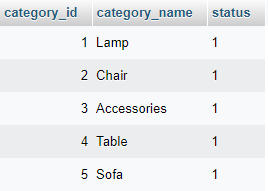 category_id category_name status
1 Lamp 1
2 Chair 1
3 Accessories 1
4 Table 1
5 Sofa 1